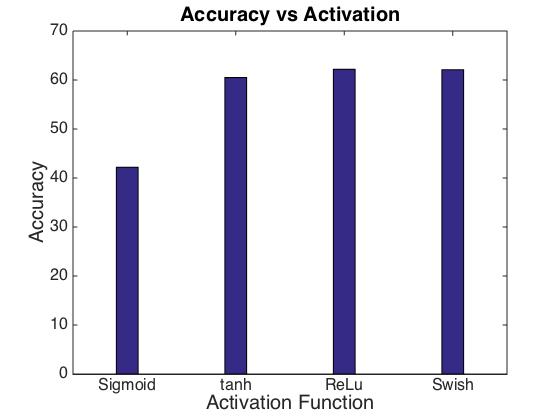 Accuracy vs Activation
70
60
50
40
30
20
10
0
Accuracy
Sigmoid tanh ReLu Swish
Activation Function